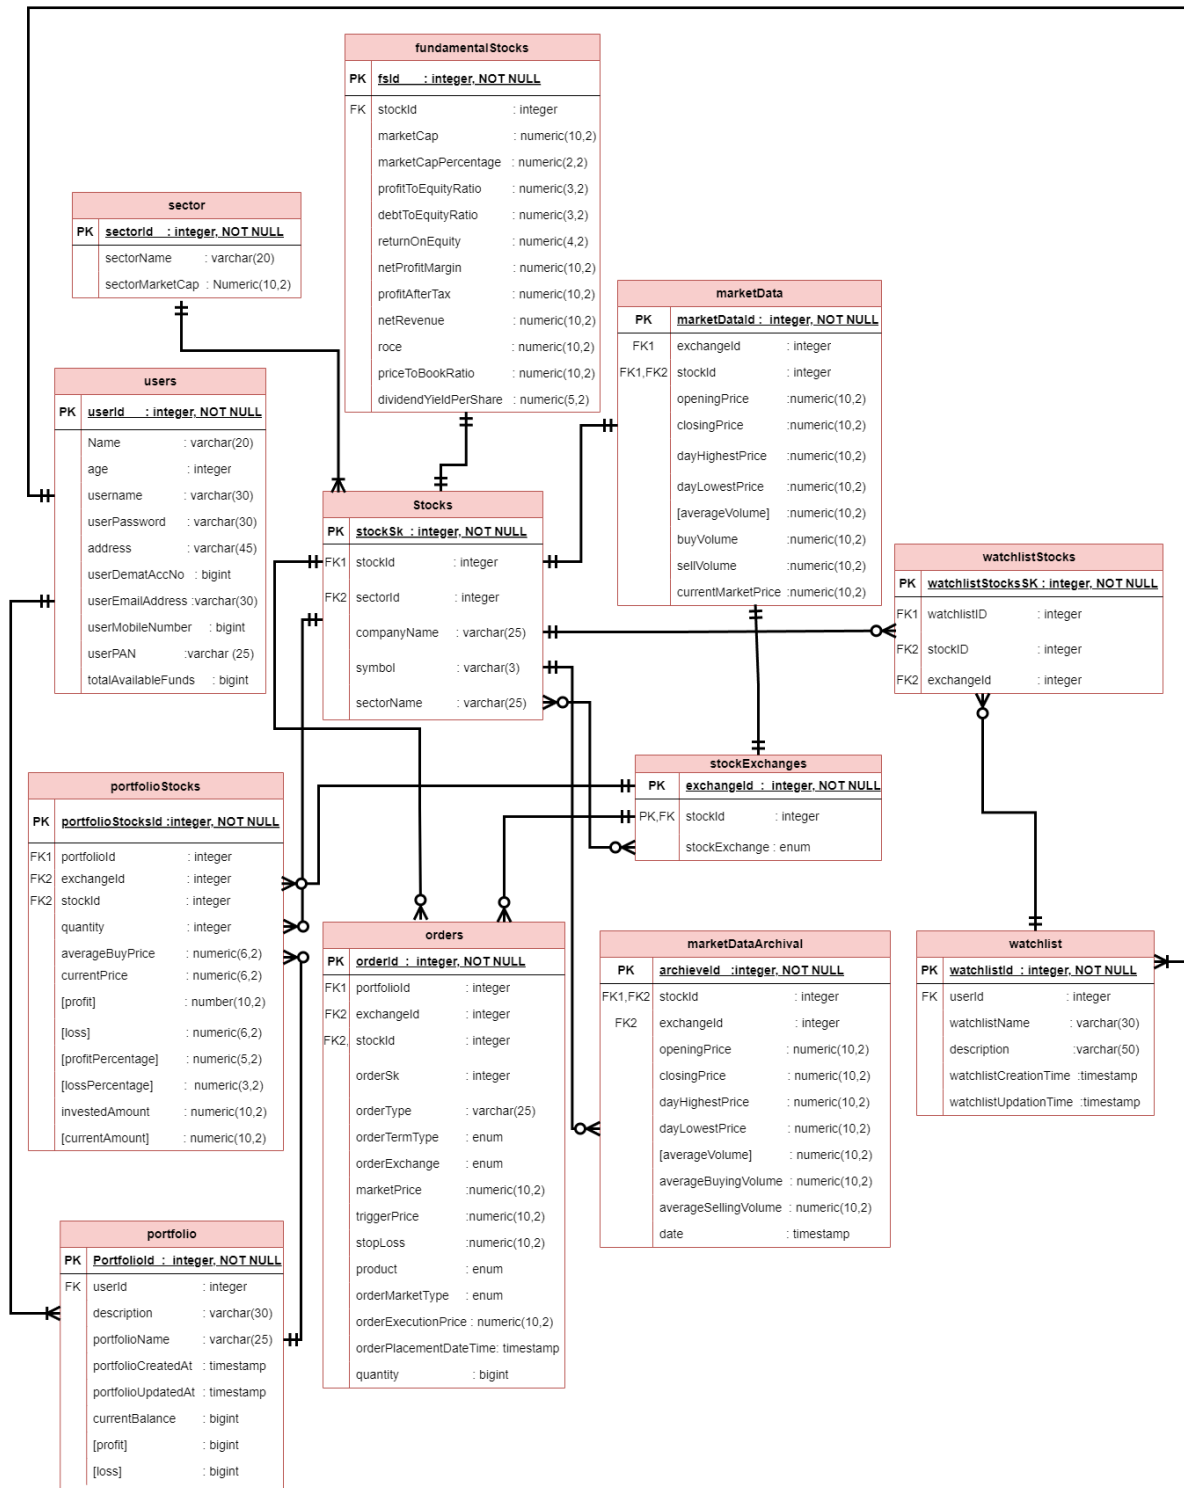 fundamentalStocks
PK fsId : integer, NOT NULL
FK stockId : integer
marketCap : numeric(10,2)
marketCapPercentage : numeric(2,2)
profitToEquityRatio : numeric(3,2)
debtToEquityRatio : numeric(3,2)
returnOnEquity : numeric(4,2)
netProfitMargin : numeric(10,2)
profitAfterTax : numeric(10,2)
netRevenue : numeric(10,2)
roce : numeric(10,2)
priceToBookRatio : numeric(10,2)
dividendYieldPerShare : numeric(5,2)
sector
PK sectorId : integer, NOT NULL
sectorName : varchar(20)
sectorMarketCap : Numeric(10,2)
marketData
PK marketDataId : integer, NOT NULL
FK1 exchangeId : integer
FK1,FK2 stockId : integer
openingPrice :numeric(10,2)
closingPrice :numeric(10,2)
dayHighestPrice :numeric(10,2)
dayLowestPrice :numeric(10,2)
[averageVolume] :numeric(10,2)
buyVolume :numeric(10,2)
sellVolume :numeric(10,2)
currentMarketPrice :numeric(10,2)
users
PK userId : integer, NOT NULL
Name : varchar(20)
age : integer
username : varchar(30)
userPassword : varchar(30)
address : varchar(45)
userDematAccNo : bigint
userEmailAddress :varchar(30)
userMobileNumber : bigint
userPAN :varchar (25)
totalAvailableFunds : bigint
Stocks
PK stockSk : integer, NOT NULL
FK1 stockId : integer
FK2 sectorId : integer
companyName : varchar(25)
symbol : varchar(3)
sectorName : varchar(25)
watchlistStocks
PK watchlistStocksSK : integer, NOT NULL
FK1 watchlistID : integer
FK2 stockID : integer
FK2 exchangeId : integer
stockExchanges
PK exchangeId : integer, NOT NULL
PK,FK stockId : integer
stockExchange : enum
portfolioStocks
PK portfolioStocksId :integer, NOT NULL
FK1 portfolioId : integer
FK2 exchangeId : integer
FK2 stockId : integer
quantity : integer
averageBuyPrice : numeric(6,2)
currentPrice : numeric(6,2)
[profit] : number(10,2)
[loss] : numeric(6,2)
[profitPercentage] : numeric(5,2)
[lossPercentage] : numeric(3,2)
investedAmount : numeric(10,2)
[currentAmount] : numeric(10,2)
orders
PK orderId : integer, NOT NULL
FK1 portfolioId : integer
FK2 exchangeId : integer
FK2, stockId : integer
orderSk : integer
orderType : varchar(25)
orderTermType : enum
orderExchange : enum
marketPrice :numeric(10,2)
triggerPrice :numeric(10,2)
stopLoss :numeric(10,2)
product : enum
orderMarketType : enum
orderExecutionPrice : numeric(10,2)
orderPlacementDateTime: timestamp
quantity : bigint
marketDataArchival
PK archieveId :integer, NOT NULL
FK1,FK2 stockId : integer
FK2 exchangeId : integer
openingPrice : numeric(10,2)
closingPrice : numeric(10,2)
dayHighestPrice : numeric(10,2)
dayLowestPrice : numeric(10,2)
[averageVolume] : numeric(10,2)
averageBuyingVolume : numeric(10,2)
averageSellingVolume : numeric(10,2)
date : timestamp
watchlist
PK watchlistId : integer, NOT NULL
FK userId : integer
watchlistName : varchar(30)
description :varchar(50)
watchlistCreationTime :timestamp
watchlistUpdationTime :timestamp
portfolio
PK PortfolioId : integer, NOT NULL
FK userId : integer
description : varchar(30)
portfolioName : varchar(25)
portfolioCreatedAt : timestamp
portfolioUpdatedAt : timestamp
currentBalance : bigint
[profit] : bigint
[loss] : bigint